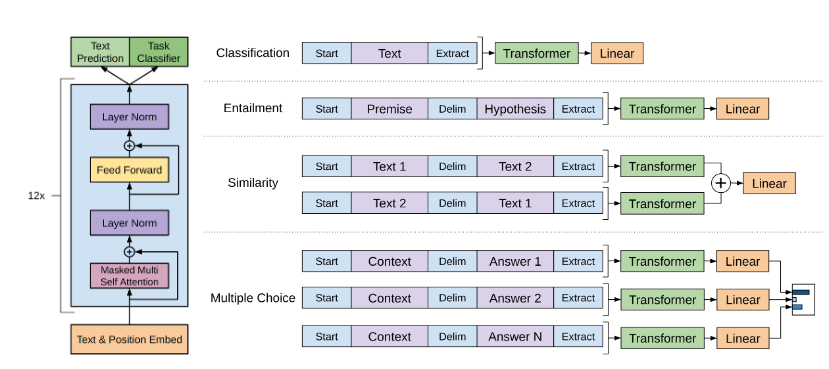 Text
Prediction
Task
Classifier
12x
Layer Norm
Feed Forward
Layer Norm
Masked Multi
Self Attention
Text & Position Embed
Classification
Start Text Extract Transformer Linear
Entailment
Start Premise Delim Hypothesis Extract Transformer Linear
Similarity
Start Text 1 Delim Text 2 Extract Transformer
+ Linear
Start Text 2 Delim Text 1 Extract Transformer
Multiple Choice
Start Context Delim Answer 1 Extract Transformer Linear
Start Context Delim Answer 2 Extract Transformer Linear
Start Context Delim Answer N Extract Transformer Linear